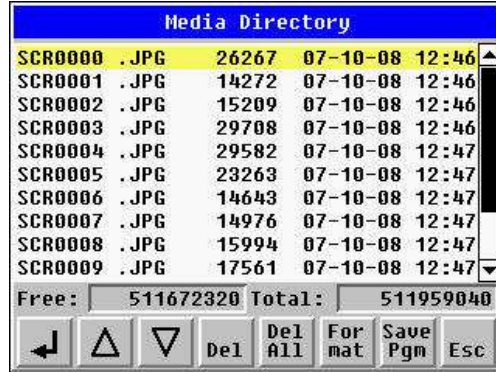 Media Directory
SCR0000 .JPG 26267 07-10-08 12:46
SCR0001 .JPG 14272 07-10-08 12:46
SCR0002 .JPG 15209 07-10-08 12:46
SCR0003 .JPG 29708 07-10-08 12:46
SCR0004 .JPG 29582 07-10-08 12:47
SCR0005 .JPG 23263 07-10-08 12:47
SCR0006 .JPG 14643 07-10-08 12:47
SCR0007 .JPG 14976 07-10-08 12:47
SCR0008 .JPG 15994 07-10-08 12:47
SCR0009 .JPG 17561 07-10-08 12:47
Free: 511672320 Total: 511959040
Del Del All For mat Save Pgm Esc